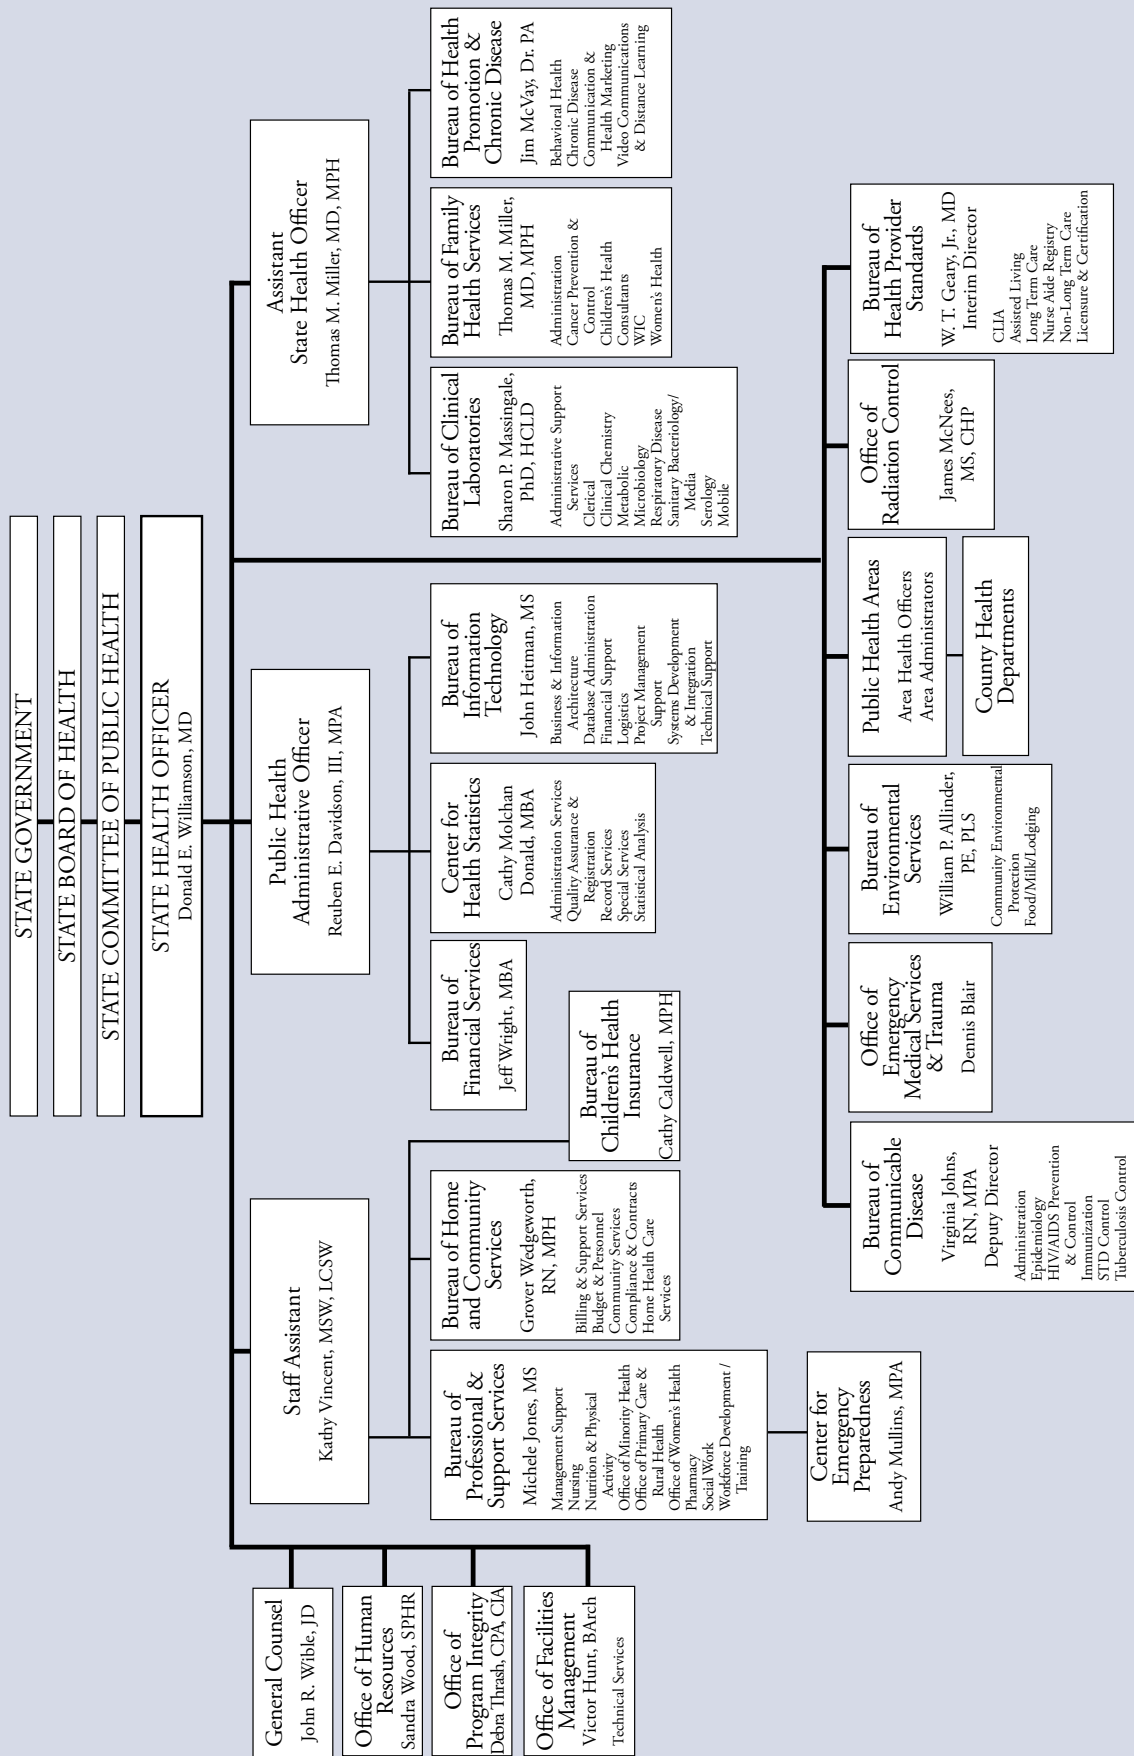 STATE GOVERNMENT
STATE BOARD OF HEALTH
STATE COMMITTEE OF PUBLIC HEALTH
STATE HEALTH OFFICER
Donald E. Williamson, MD
General Counsel
John R. Wible, JD
Office of Human
Resources
Sandra Wood, SPHR
Office of
Program Integrity
Debra Thrash, CPA, CIA
Office of Facilities
Management
Victor Hunt, BArch
Technical Services
Staff Assistant
Kathy Vincent, MSW, LCSW
Bureau of
Professional &
Support Services
Michele Jones, MS
Management Support
Nursing
Nutrition & Physical
Activity
Office of Minority Health
Office of Primary Care &
Rural Health
Office of Women's Health
Pharmacy
Social Work
Workforce Development /
Training
Center for
Emergency
Preparedness
Andy Mullins, MPA
Bureau of Home
and Community
Services
Grover Wedgeworth,
RN, MPH
Billing & Support Services
Budget & Personnel
Community Services
Compliance & Contracts
Home Health Care
Services
Bureau of
Children's Health
Insurance
Cathy Caldwell, MPH
Public Health
Administrative Officer
Reuben E. Davidson, III, MPA
Bureau of
Financial Services
Jeff Wright, MBA
Center for
Health Statistics
Cathy Molchan
Donald, MBA
Administration Services
Quality Assurance &
Registration
Record Services
Special Services
Statistical Analysis
Bureau of
Information
Technology
John Heitman, MS
Business & Information
Architecture
Database Administration
Financial Support
Logistics
Project Management
Support
Systems Development
& Integration
Technical Support
Assistant
State Health Officer
Thomas M. Miller, MD, MPH
Bureau of Clinical
Laboratories
Sharon P. Massingale,
PhD, HCLD
Administrative Support
Services
Clerical
Clinical Chemistry
Metabolic
Microbiology
Respiratory Disease
Sanitary Bacteriology/
Media
Serology
Mobile
Bureau of Family
Health Services
Thomas M. Miller,
MD, MPH
Administration
Cancer Prevention &
Control
Children's Health
Consultants
WIC
Women's Health
Bureau of Health
Promotion &
Chronic Disease
Jim McVay, Dr. PA
Behavioral Health
Chronic Disease
Communication &
Health Marketing
Video Communications
& Distance Learning
Bureau of
Communicable
Disease
Virginia Johns,
RN, MPA
Deputy Director
Administration
Epidemiology
HIV/AIDS Prevention
& Control
Immunization
STD Control
Tuberculosis Control
Office of
Emergency
Medical Services
& Trauma
Dennis Blair
Bureau of
Environmental
Services
William P. Allinder,
PE, PLS
Community Environmental
Protection
Food/Milk/Lodging
Public Health Areas
Area Health Officers
Area Administrators
County Health
Departments
Office of
Radiation Control
James McNees,
MS, CHP
Bureau of
Health Provider
Standards
W. T. Geary, Jr., MD
Interim Director
CLIA
Assisted Living
Long Term Care
Nurse Aide Registry
Non-Long Term Care
Licensure & Certification